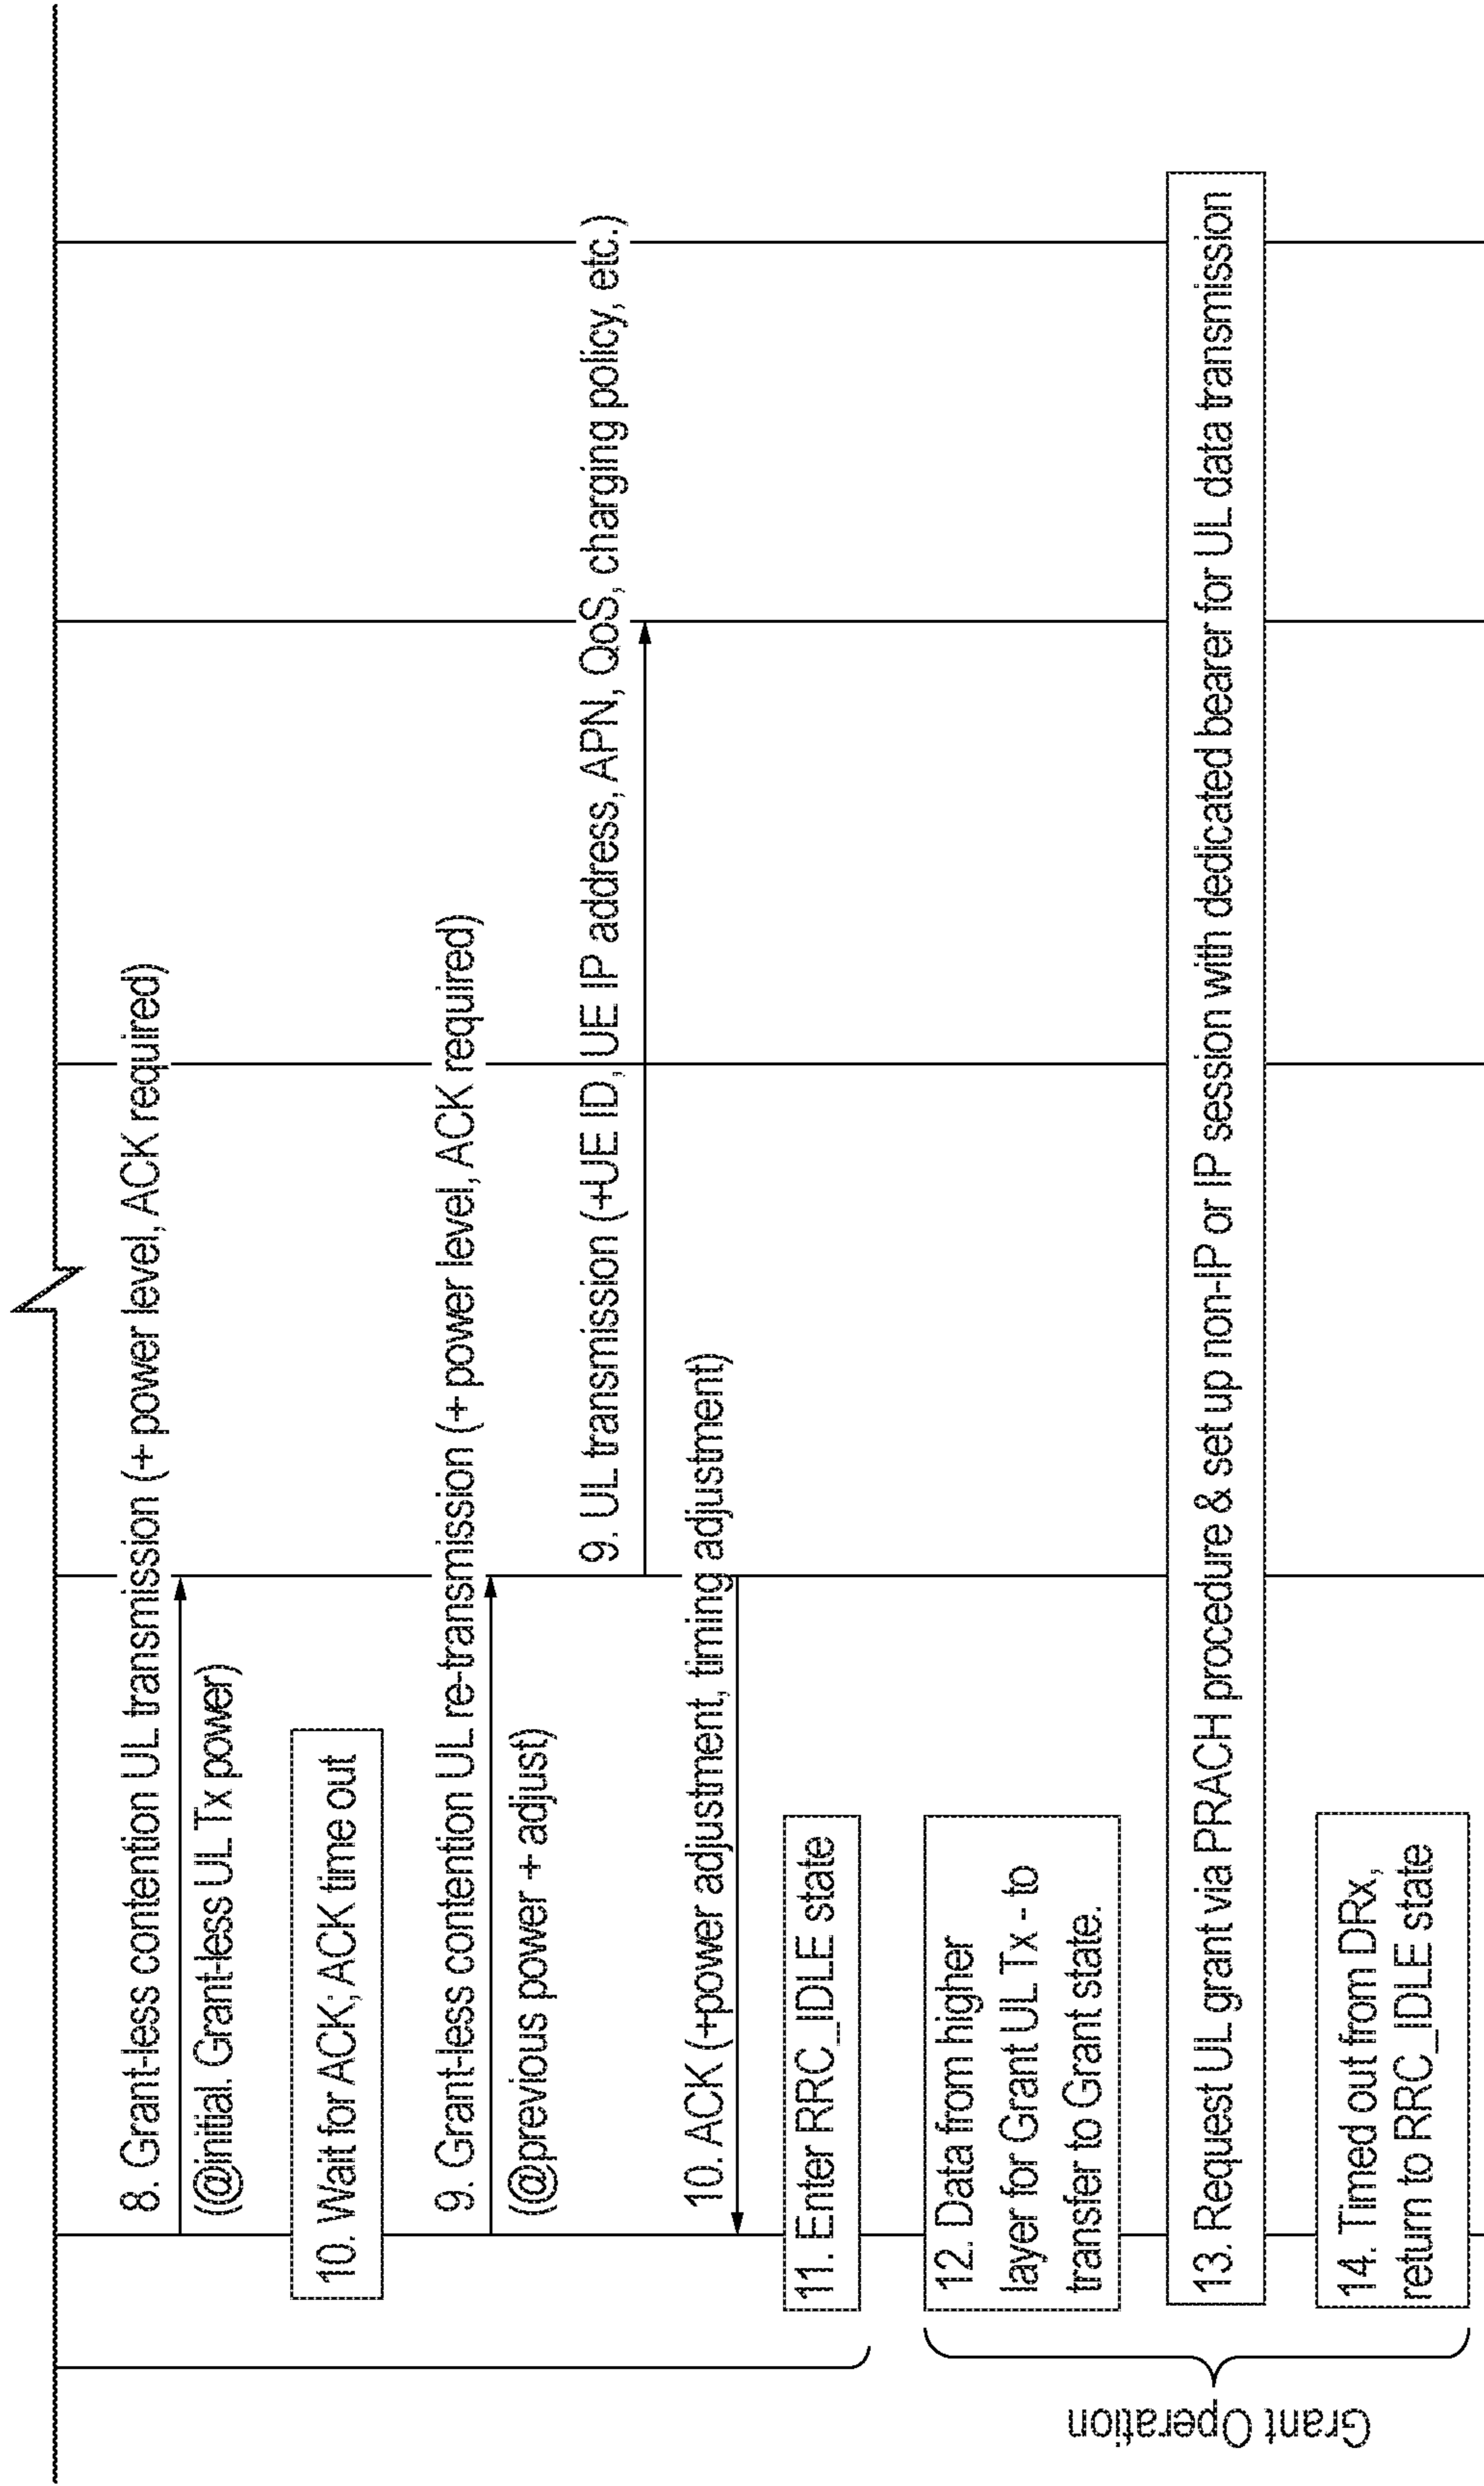 8. Grant-less contention UL transmission (+ power level, ACK required)
(@initial. Grant-less UL Tx power)
10. Wait for ACK; ACK time out
9. Grant-less contention UL re-transmission (+ power level, ACK required)
(@previous power + adjust)
9. UL transmission (+UE ID, UE IP address, APN, QoS, charging policy, etc.)
10. ACK (+power adjustment, timing adjustment)
11. Enter RRC_IDLE state
12. Data from higher
layer for Grant UL Tx - to
transfer to Grant state.
13. Request UL grant via PRACH procedure & set up non-IP or IP session with dedicated bearer for UL data transmission
14. Timed out from DRx,
return to RRC_IDLE state
Grant Operation